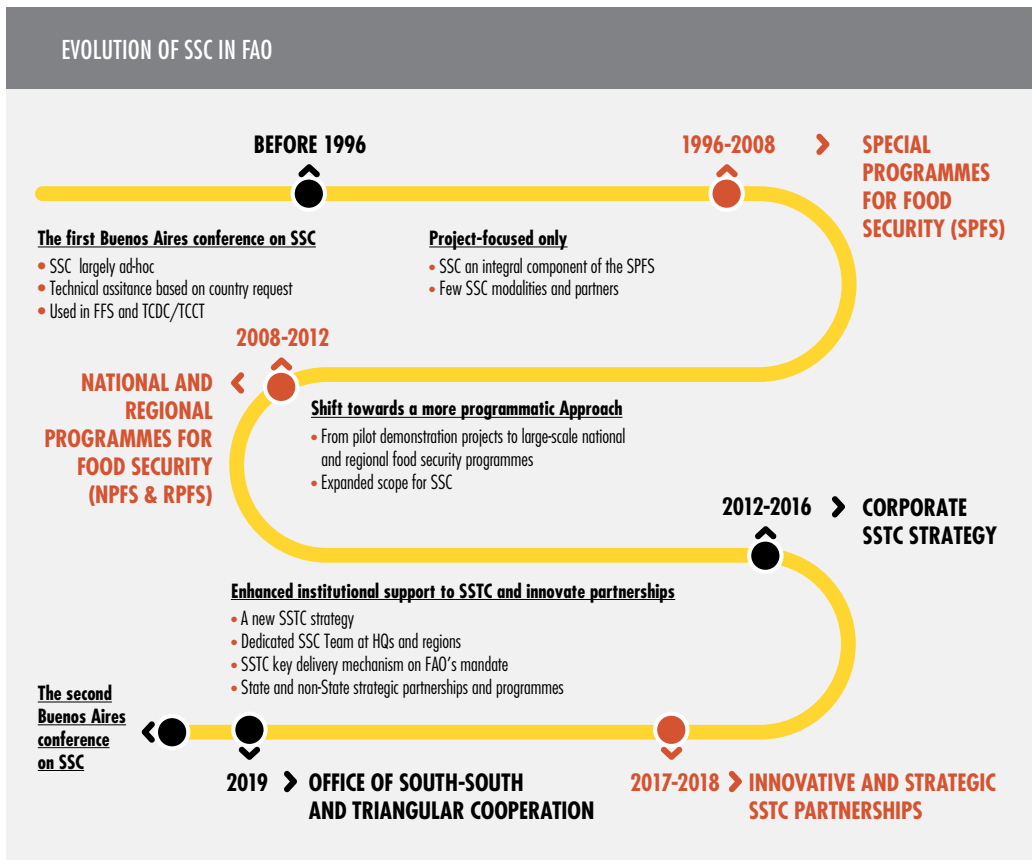 EVOLUTION OF SSC IN FAO
BEFORE 1996
1996-2008
SPECIAL
PROGRAMMES
FOR FOOD
SECURITY (SPFS)
The first Buenos Aires conference on SSC
• SSC largely ad-hoc
• Technical assitance based on country request
• Used in FFS and TCDC/TCCT
Project-focused only
• SSC an integral component of the SPFS
• Few SSC modalities and partners
2008-2012
NATIONAL AND
REGIONAL
PROGRAMMES FOR
FOOD SECURITY
(NPFS & RPFS)
Shift towards a more programmatic Approach
• From pilot demonstration projects to large-scale national
and regional food security programmes
• Expanded scope for SSC
2012-2016
CORPORATE
SSTC STRATEGY
Enhanced institutional support to SSTC and innovate partnerships
• A new SSTC strategy
• Dedicated SSC Team at HQs and regions
• SSTC key delivery mechanism on FAO's mandate
• State and non-State strategic partnerships and programmes
The second
Buenos Aires
conference
on SSC
2019
OFFICE OF SOUTH-SOUTH
AND TRIANGULAR COOPERATION
2017-2018
INNOVATIVE AND STRATEGIC
SSTC PARTNERSHIPS